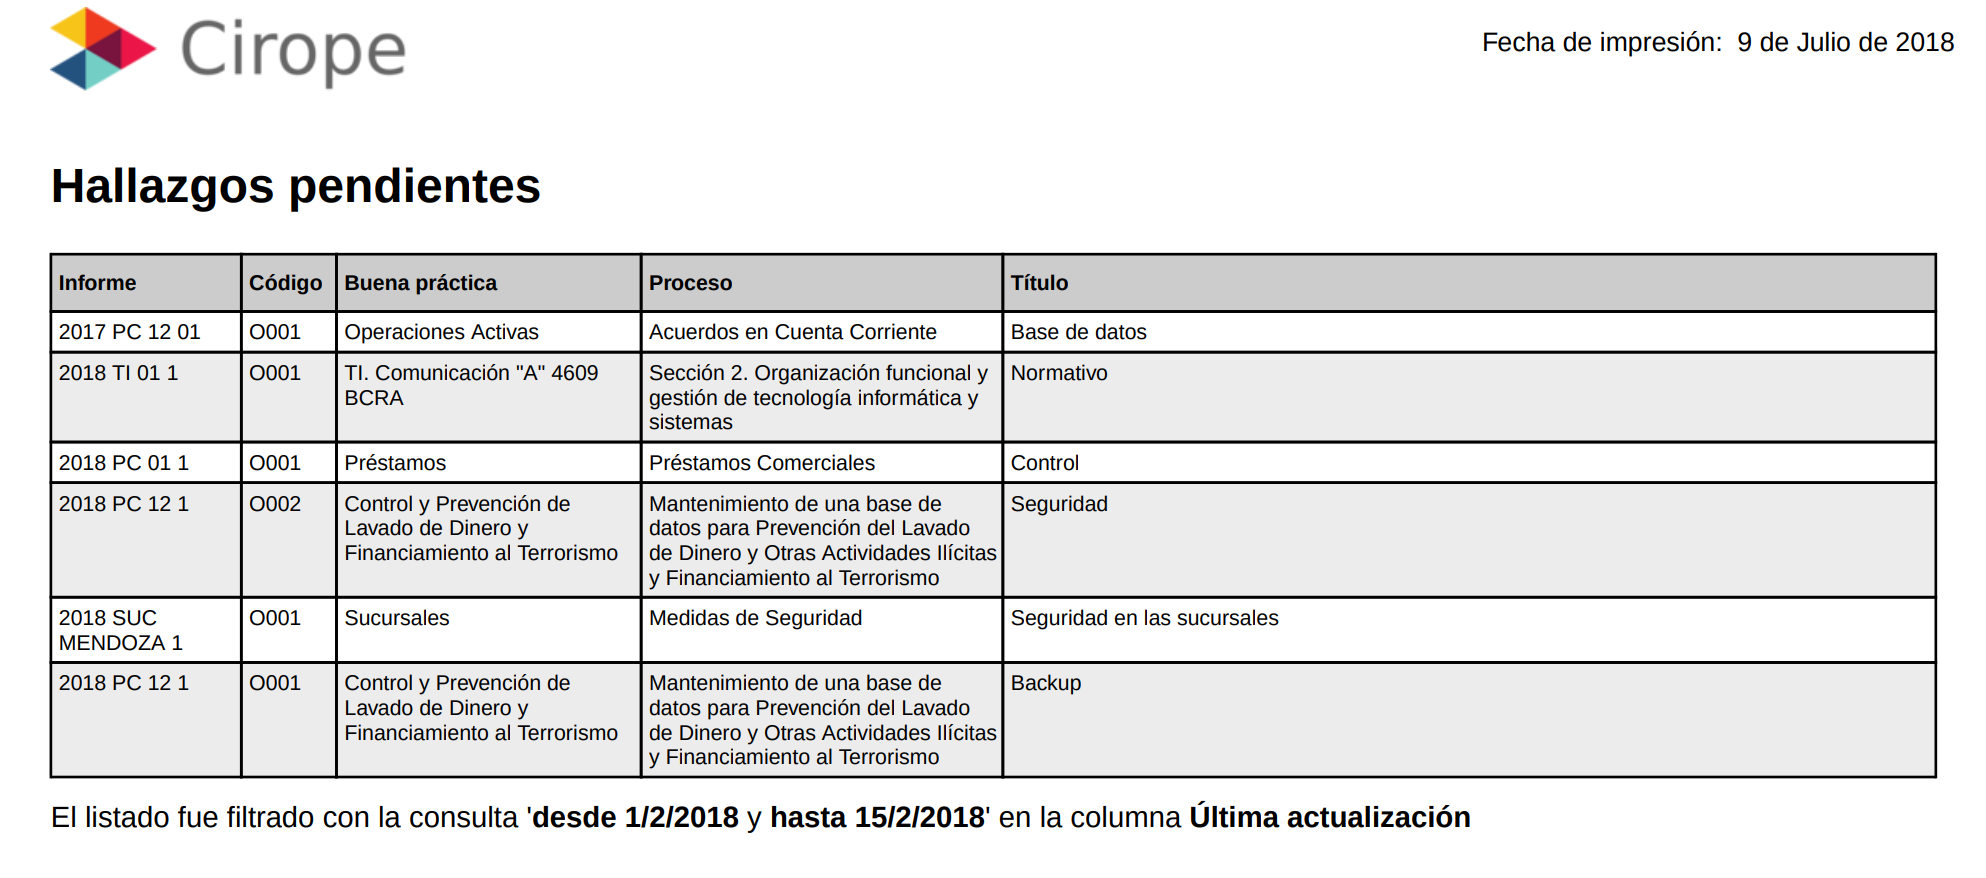 Cirope
Fecha de impresión:  9 de Julio de 2018
Hallazgos pendientes
Informe Código Buena práctica Proceso Título
2017 PC 12 01 O001 Operaciones Activas Acuerdos en Cuenta Corriente Base de datos
2018 TI 01 1 O001 TI. Comunicación "A" 4609 Sección 2. Organización funcional y Normativo
BCRA gestión de tecnología informática y
sistemas
2018 PC 01 1 O001 Préstamos Préstamos Comerciales Control
2018 PC 12 1 O002 Control y Prevención de Mantenimiento de una base de Seguridad
Lavado de Dinero y datos para Prevención del Lavado
Financiamiento al Terrorismo de Dinero y Otras Actividades Ilícitas
y Financiamiento al Terrorismo
2018 SUC O001 Sucursales Medidas de Seguridad Seguridad en las sucursales
MENDOZA 1
2018 PC 12 1 O001 Control y Prevención de Mantenimiento de una base de Backup
Lavado de Dinero y datos para Prevención del Lavado
Financiamiento al Terrorismo de Dinero y Otras Actividades Ilícitas
y Financiamiento al Terrorismo
El listado fue filtrado con la consulta 'desde 1/2/2018 y hasta 15/2/2018' en la columna Última actualización